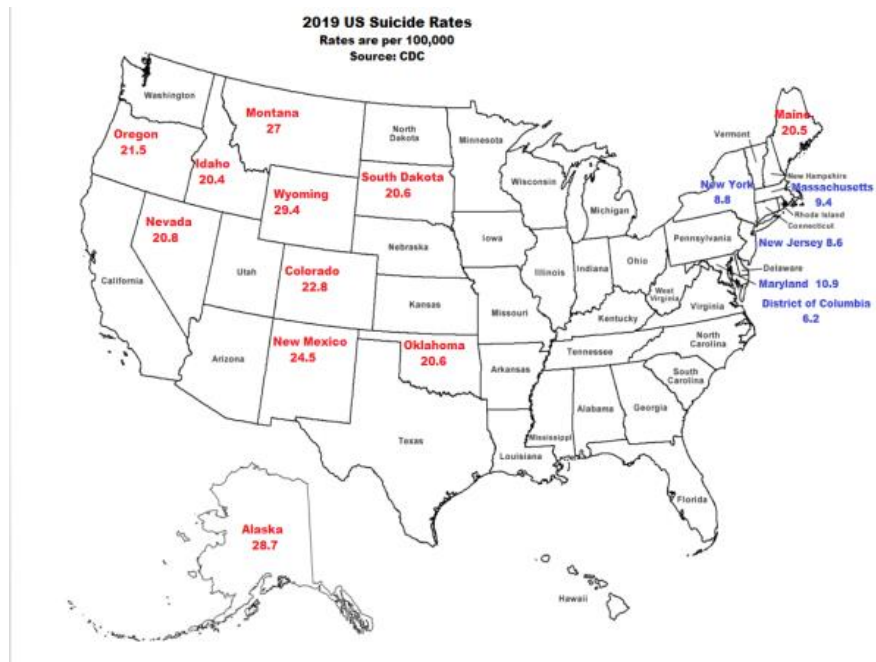 2019 US Suicide Rates
Rates are per 100,000
Source: CDC
Washington
Oregon
21.5
Idaho
20.4
Montana
27
Wyoming
29.4
Nevada
20.8
California
Utah
Colorado
22.8
Arizona
New Mexico
24.5
North
Dakota
South Dakota
20.6
Nebraska
Kansas
Oklahoma
20.6
Texas
Minnesota
Iowa
Missouri
Arkansas
Louisiana
Wisconsin
Illinois
Michigan
Indiana
Ohio
Kentucky
Tennessee
Mississippi
Alabama
Georgia
Florida
South
Carolina
North
Carolina
Virginia
West
Virginia
Pennsylvania
New York
8.8
Vermont
Maine
20.5
New Hampshire
Massachusetts
9.4
Rhode Island
Connecticut
New Jersey 8.6
Delaware
Maryland 10.9
District of Columbia
6.2
Alaska
28.7
Hawaii